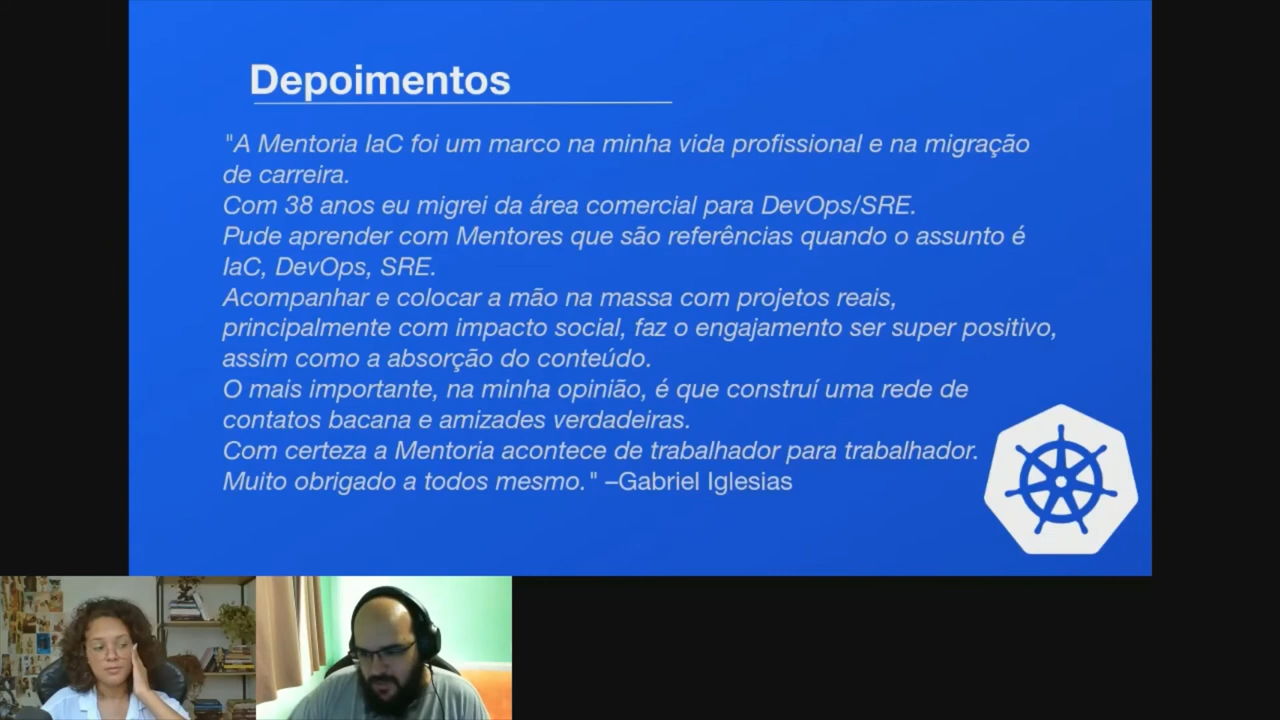 Depoimentos
"A Mentoria IaC foi um marco na minha vida profissional e na migração
de carreira.
Com 38 anos eu migrei da área comercial para DevOps/SRE.
Pude aprender com Mentores que são referências quando o assunto é
IaC, DevOps, SRE.
Acompanhar e colocar a mão na massa com projetos reais,
principalmente com impacto social, faz o engajamento ser super positivo,
assim como a absorção do conteúdo.
O mais importante, na minha opinião, é que construí uma rede de
contatos bacana e amizades verdadeiras.
Com certeza a Mentoria acontece de trabalhador para trabalhador.
Muito obrigado a todos mesmo." –Gabriel Iglesias